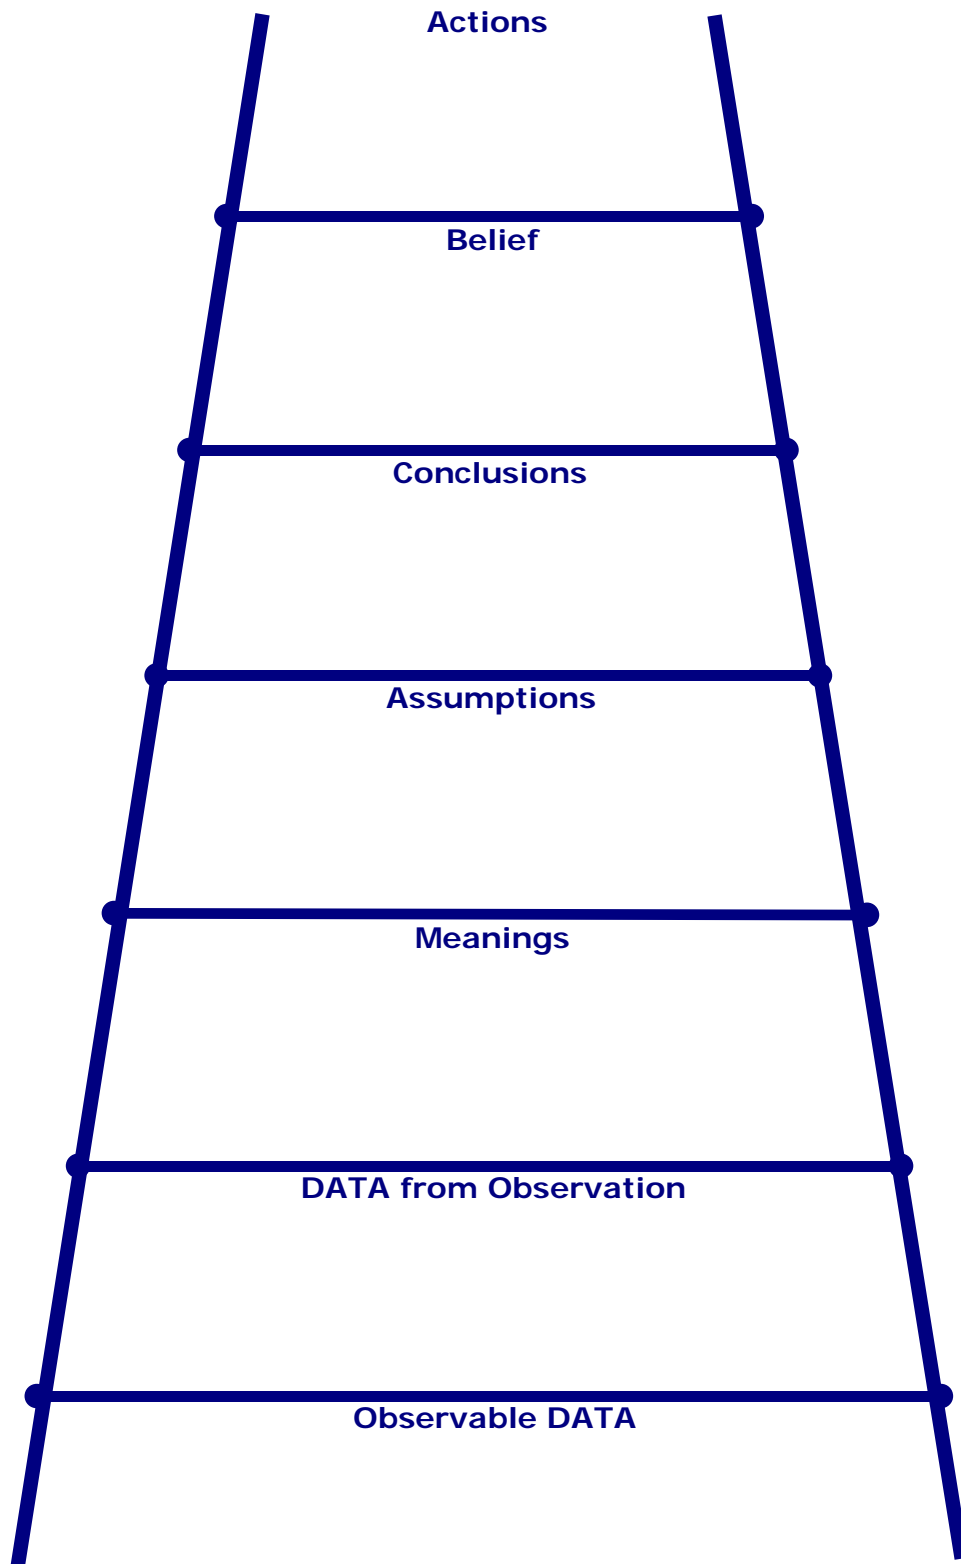 Actions
Belief
Conclusions
Assumptions
Meanings
DATA from Observation
Observable DATA